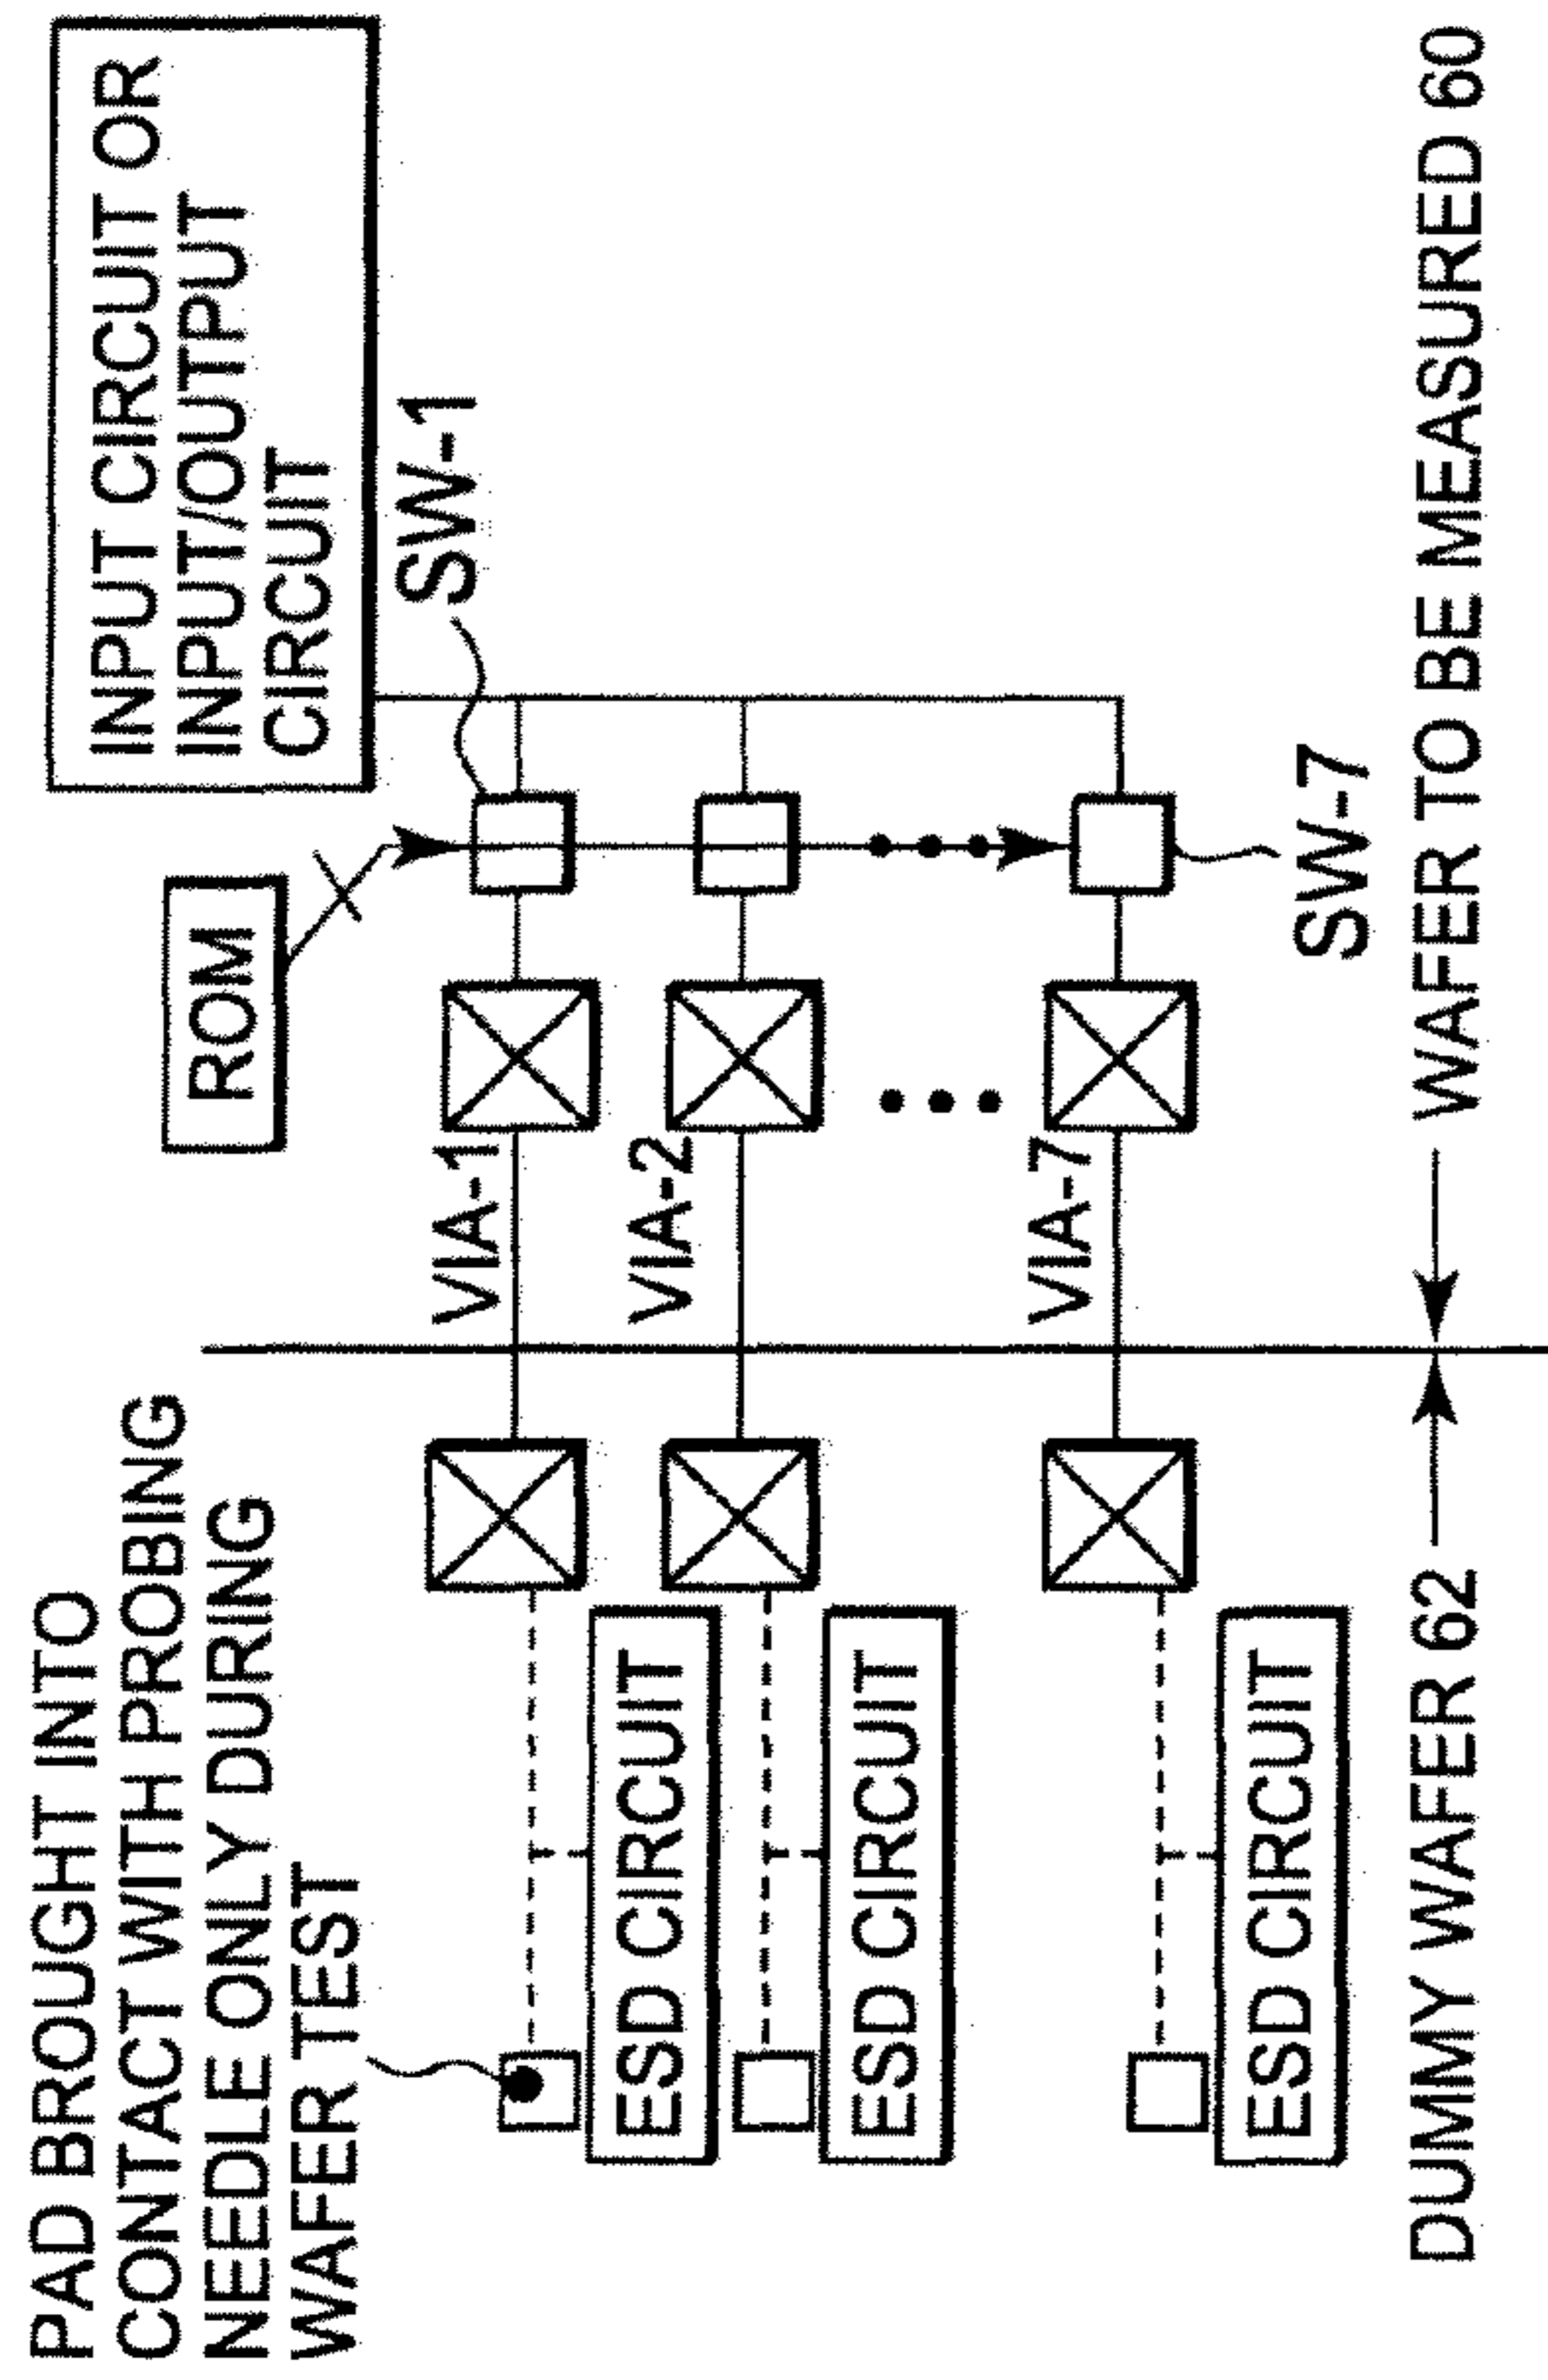 PAD BROUGHT INTO
CONTACT WITH PROBING
NEEDLE ONLY DURING
WAFER TEST
ROM
INPUT CIRCUIT OR
INPUT/OUTPUT
CIRCUIT
SW-1
VIA-1
ESD CIRCUIT
VIA-2
ESD CIRCUIT
VIA-7
ESD CIRCUIT
SW-7
DUMMY WAFER 62
WAFER TO BE MEASURED 60